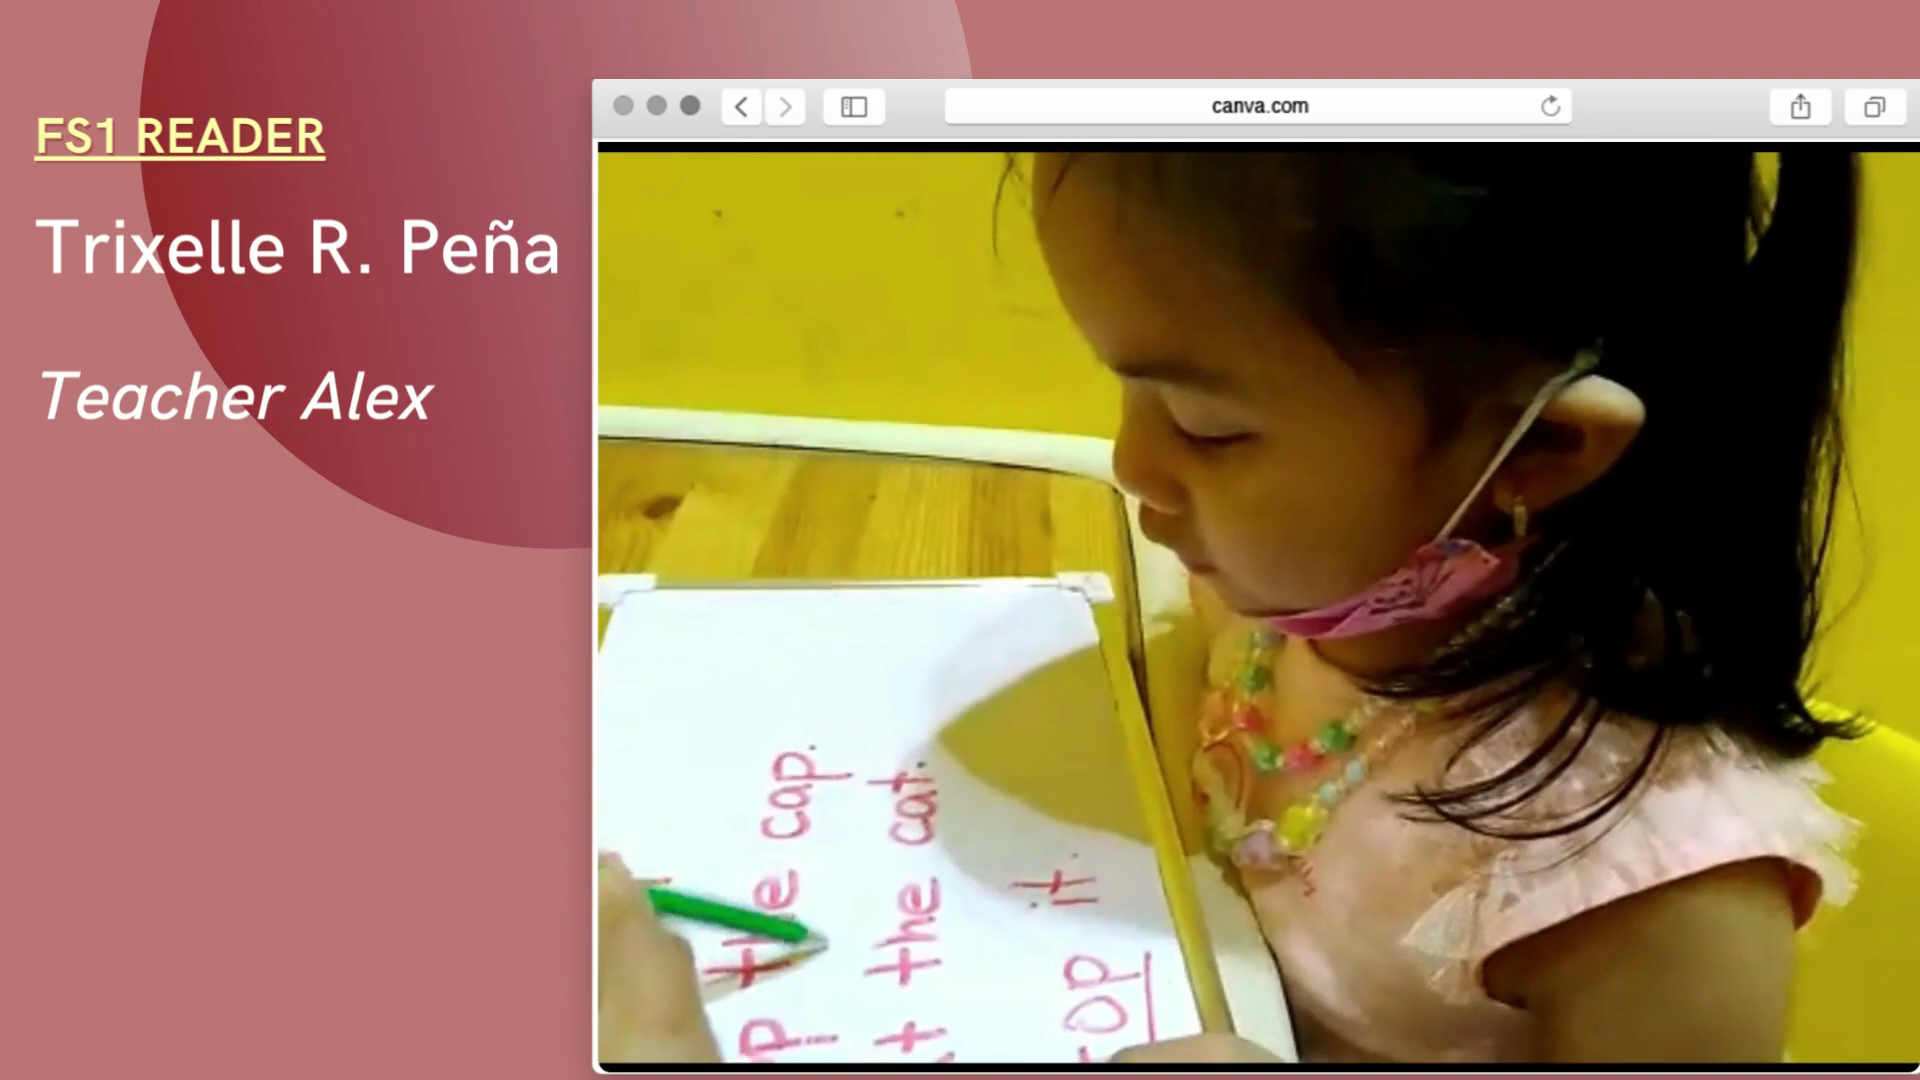 FS1 READER
Trixelle R. Peña
Teacher Alex
canva.com
the cap.
the cat.
it.